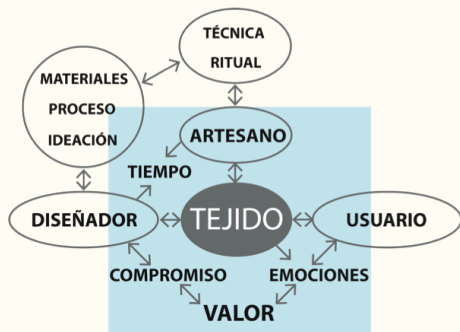 TÉCNICA
RITUAL
MATERIALES
PROCESO
IDEACIÓN
ARTESANO
TIEMPO
DISEÑADOR
TEJIDO
USUARIO
COMPROMISO
EMOCIONES
VALOR